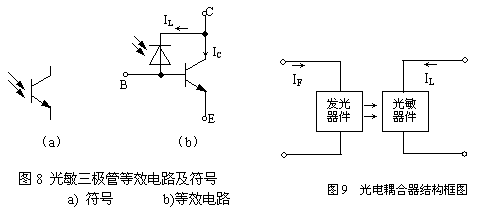 C
I_L
I_C
B
E
(a)
(b)
图 8 光敏三极管等效电路及符号
a) 符号 b)等效电路
I_F
I_L
发光
器件
光敏
器件
图9 光电耦合器结构框图